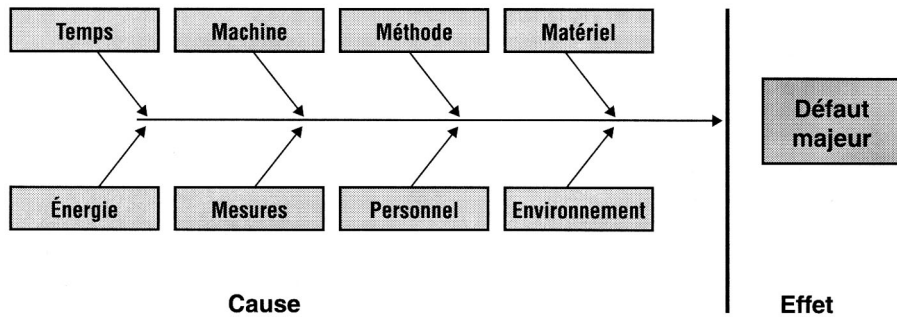 Temps
Machine
Méthode
Matériel
Défaut
majeur
Énergie
Mesures
Personnel
Environnement
Cause
Effet